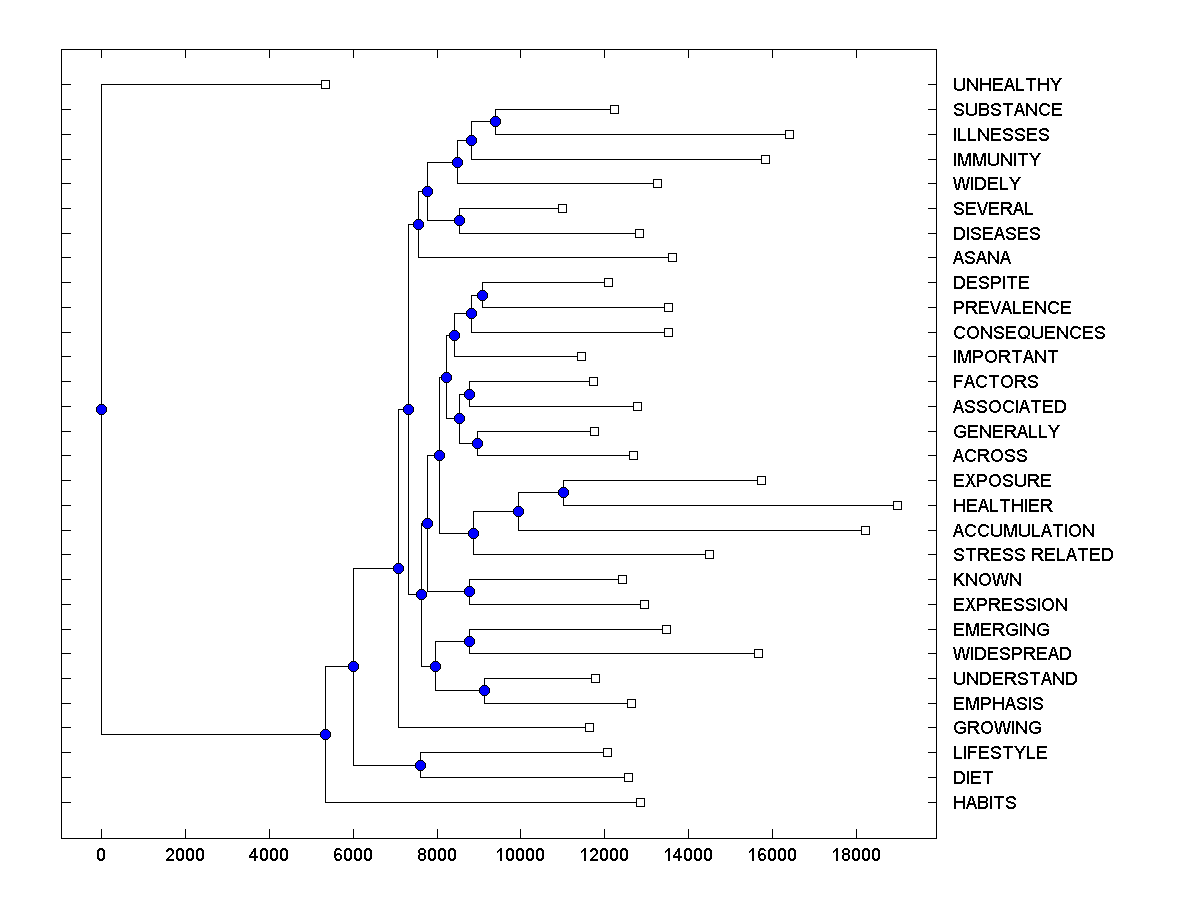 UNHEALTHY
SUBSTANCE
ILLNESSES
IMMUNITY
WIDELY
SEVERAL
DISEASES
ASANA
DESPITE
PREVALENCE
CONSEQUENCES
IMPORTANT
FACTORS
ASSOCIATED
GENERALLY
ACROSS
EXPOSURE
HEALTHIER
ACCUMULATION
STRESS RELATED
KNOWN
EXPRESSION
EMERGING
WIDESPREAD
UNDERSTAND
EMPHASIS
GROWING
LIFESTYLE
DIET
HABITS
0 2000 4000 6000 8000 10000 12000 14000 16000 18000